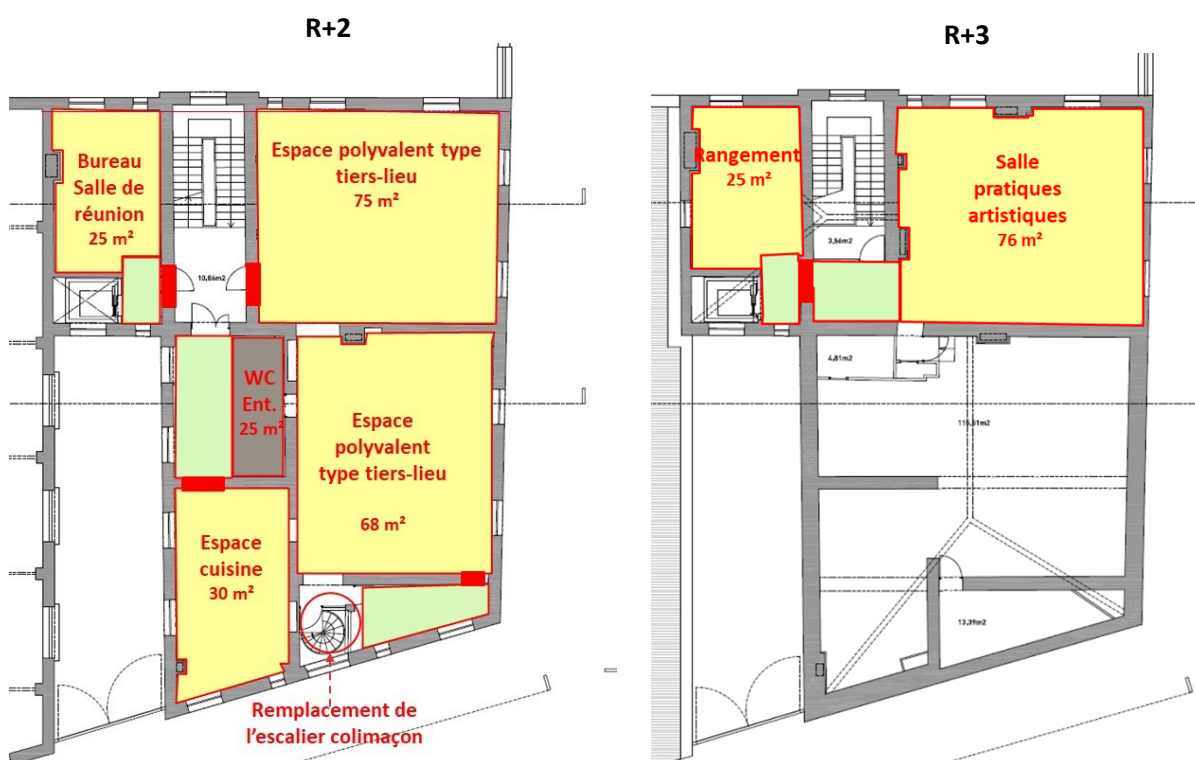 R+2
Bureau
Salle de
réunion
25 m²
Espace polyvalent type
tiers-lieu
75 m²
10,86m2
WC
Ent.
25 m²
Espace
polyvalent
type tiers-lieu
68 m²
Espace
cuisine
30 m²
Remplacement de
l'escalier colimaçon
R+3
Rangement
25 m²
Salle
pratiques
artistiques
76 m²
3,56m2
4,81m2
13,39m2